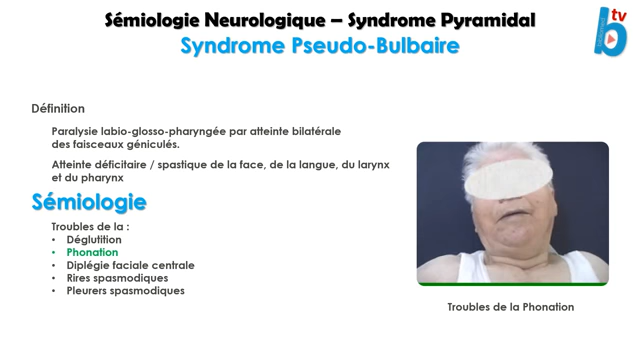 Sémiologie Neurologique – Syndrome Pyramidal
Syndrome Pseudo-Bulbaire
tv
b
Définition
Paralysie labio-glosso-pharyngée par atteinte bilatérale
des faisceaux géniculés.
Atteinte déficitaire / spastique de la face, de la langue, du larynx
et du pharynx
Sémiologie
Troubles de la :
• Déglutition
• Phonation
• Diplégie faciale centrale
• Rires spasmodiques
• Pleurers spasmodiques
Troubles de la Phonation